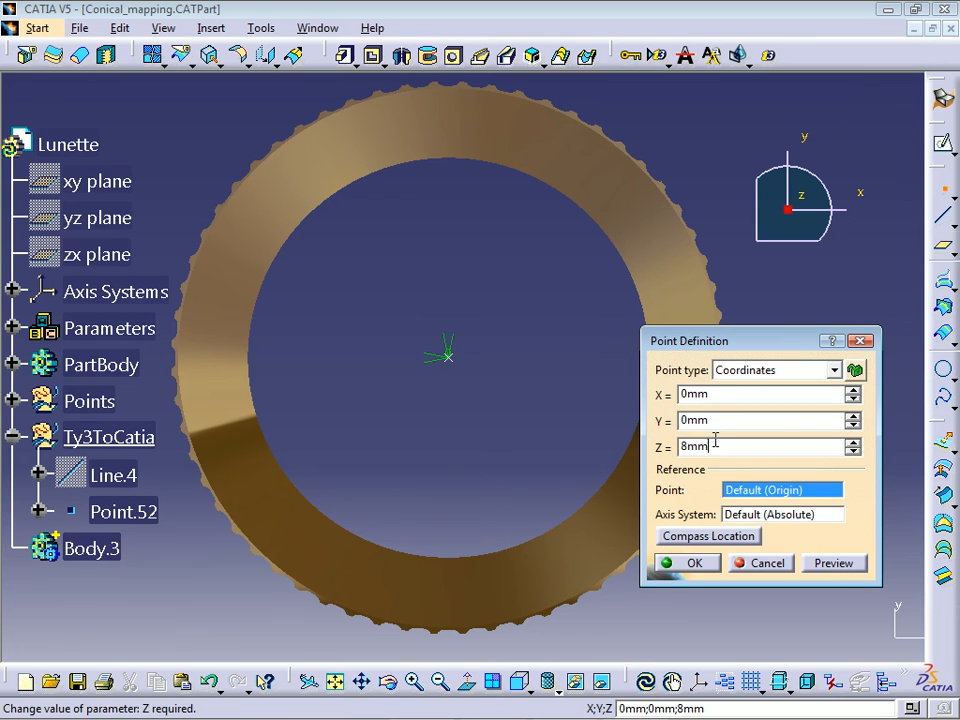 CATIA V5 - [Conical_mapping.CATPart]
Start File Edit View Insert Tools Window Help
Lunette
xy plane
yz plane
zx plane
Axis Systems
Parameters
PartBody
Points
Ty3ToCatia
Line.4
Point.52
Body.3
y
x
z
Point Definition
Point type: Coordinates
X = 0mm
Y = 0mm
Z = 8mm
Reference
Point: Default (Origin)
Axis System: Default (Absolute)
Compass Location
OK Cancel Preview
y
DS CATIA
Change value of parameter: Z required. X;Y;Z 0mm;0mm;8mm